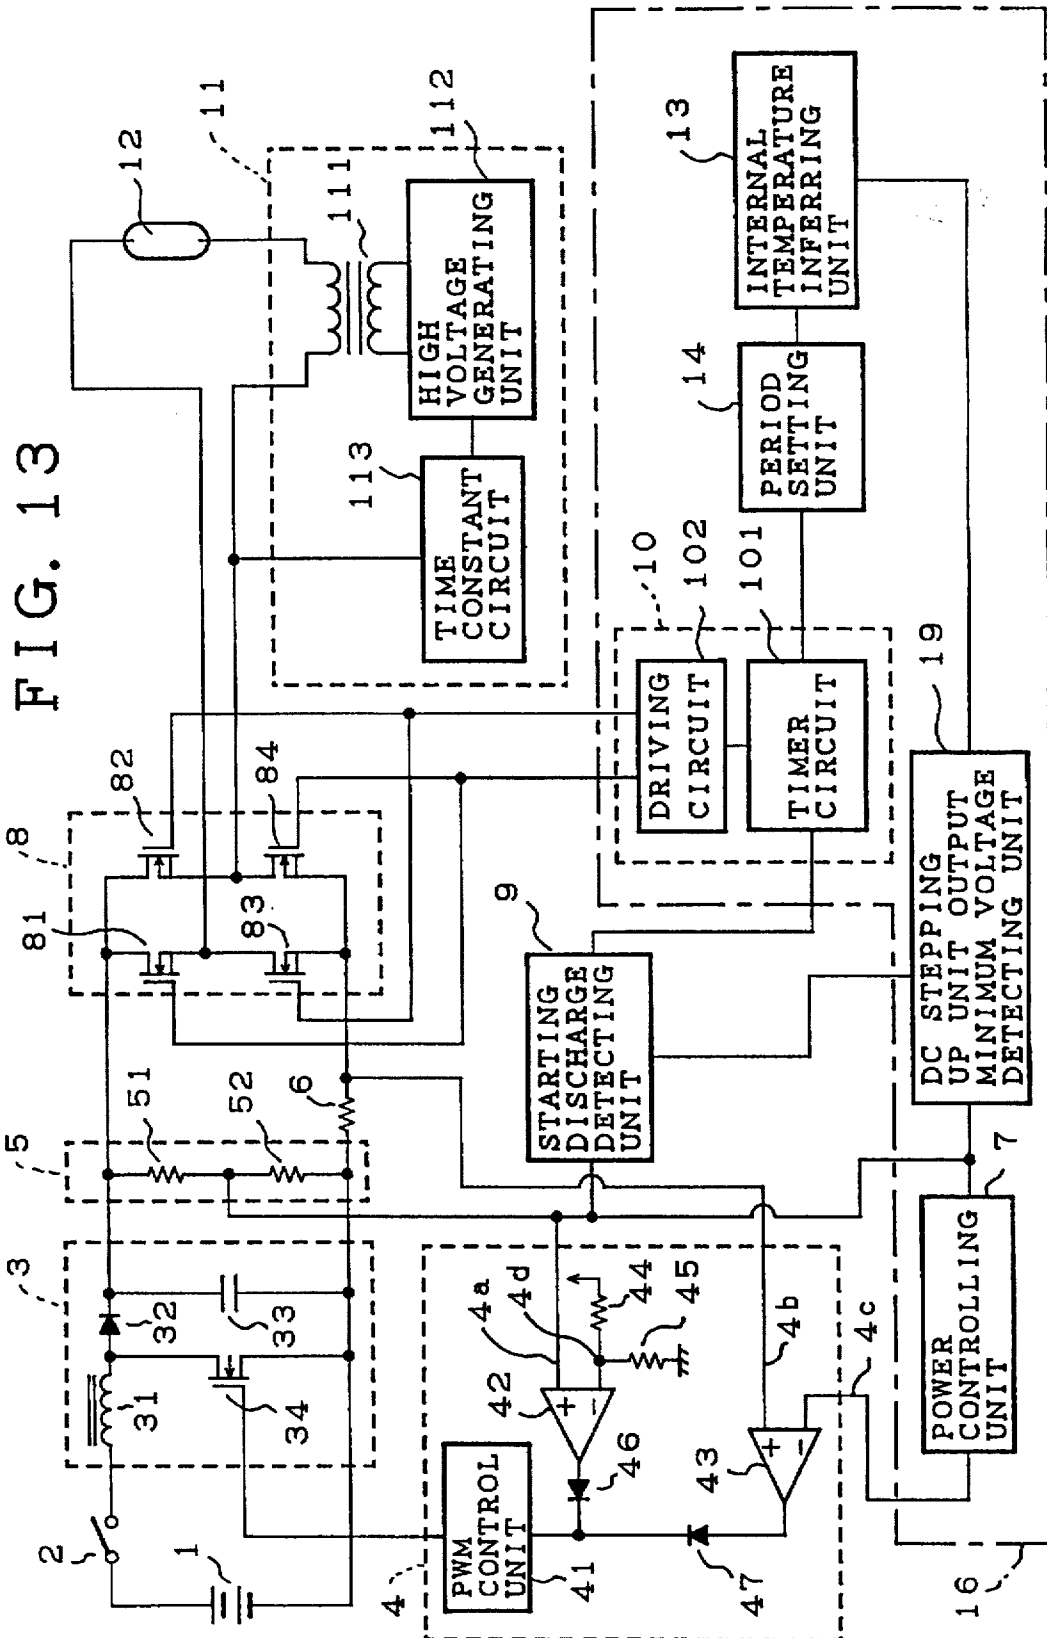 FIG. 13
1
2
3
31
32
33
34
4
PWM
CONTROL
UNIT
41
42
43
44
45
46
47
4a
4b
4c
4d
5
51
52
6
8
81
82
83
84
11
12
111
HIGH
VOLTAGE
GENERATING
UNIT
112
TIME
CONSTANT
CIRCUIT
113
9
STARTING
DISCHARGE
DETECTING
UNIT
10
DRIVING
CIRCUIT
102
TIMER
CIRCUIT
101
PERIOD
SETTING
UNIT
14
INTERNAL
TEMPERATURE
INFERRING
UNIT
13
POWER
CONTROLLING
UNIT
7
DC STEPPING
UP UNIT OUTPUT
MINIMUM VOLTAGE
DETECTING UNIT
19
16
+
−
+
−